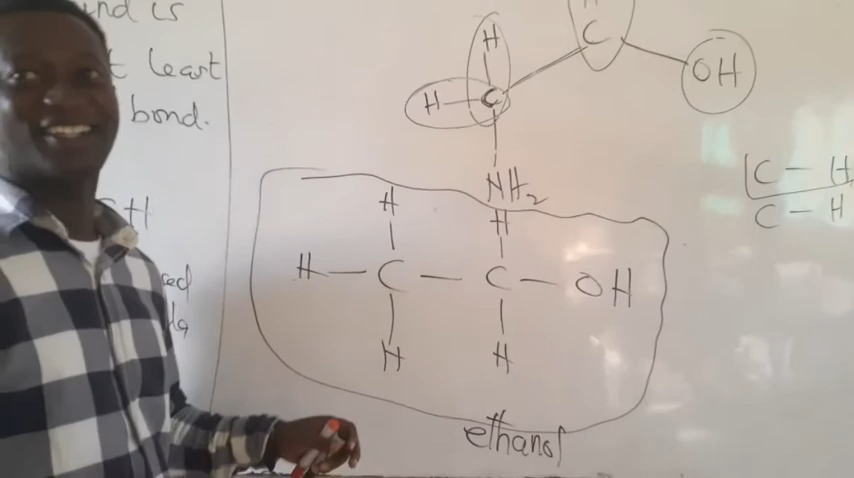 nd is
t least
bond.
H
C
OH
H — C
NH₂
C — H
C — H
H H
H — C — C — OH
H H
ethanol